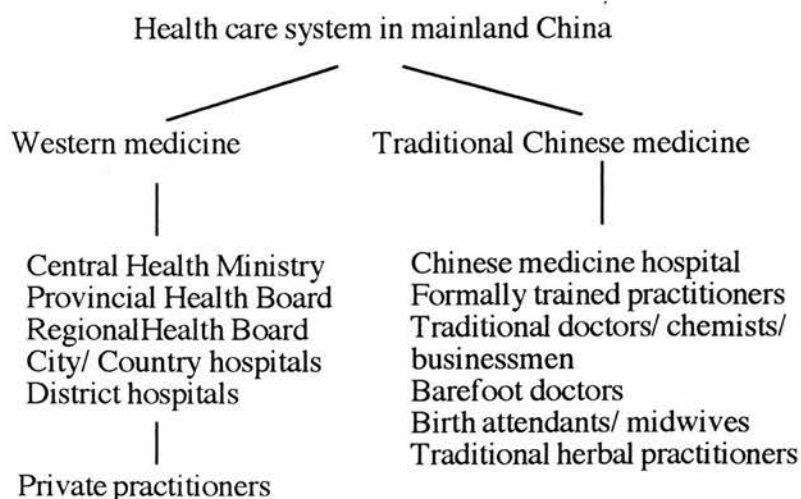 Health care system in mainland China
Western medicine
Traditional Chinese medicine
Central Health Ministry
Provincial Health Board
RegionalHealth Board
City/ Country hospitals
District hospitals
Private practitioners
Chinese medicine hospital
Formally trained practitioners
Traditional doctors/ chemists/
businessmen
Barefoot doctors
Birth attendants/ midwives
Traditional herbal practitioners